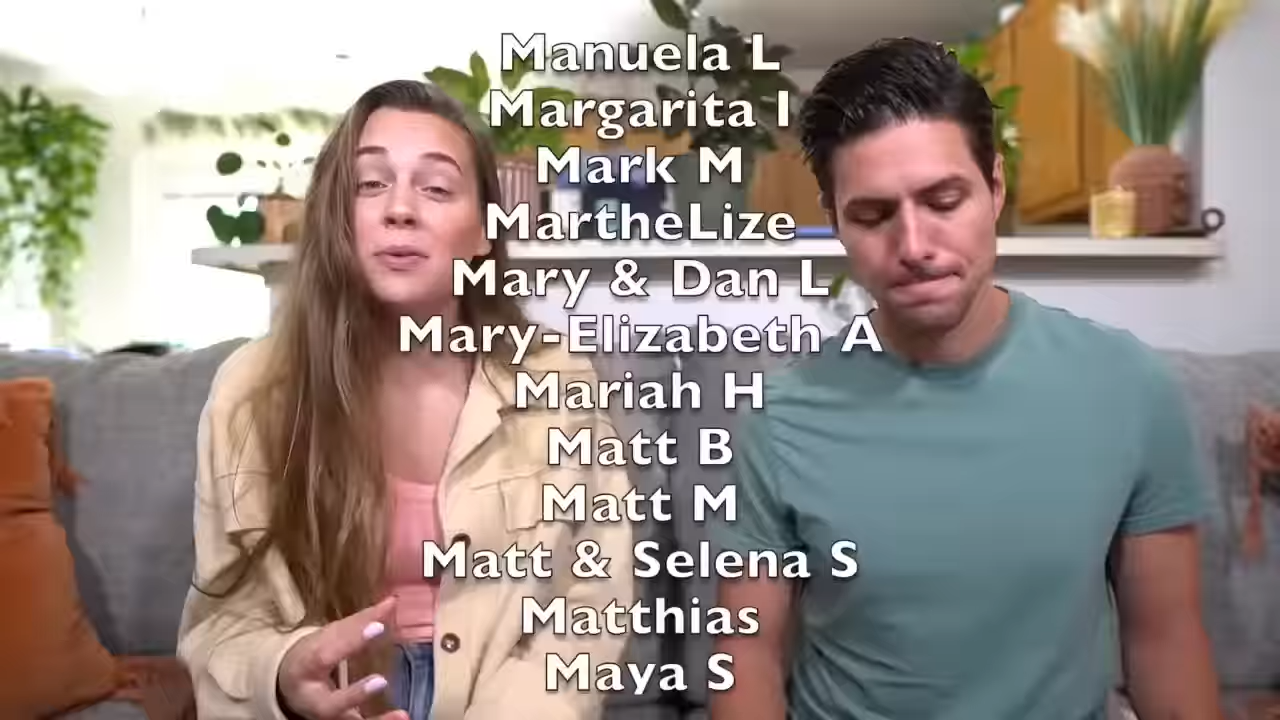 Manuela L
Margarita I
Mark M
MartheLize
Mary & Dan L
Mary-Elizabeth A
Mariah H
Matt B
Matt M
Matt & Selena S
Matthias
Maya S